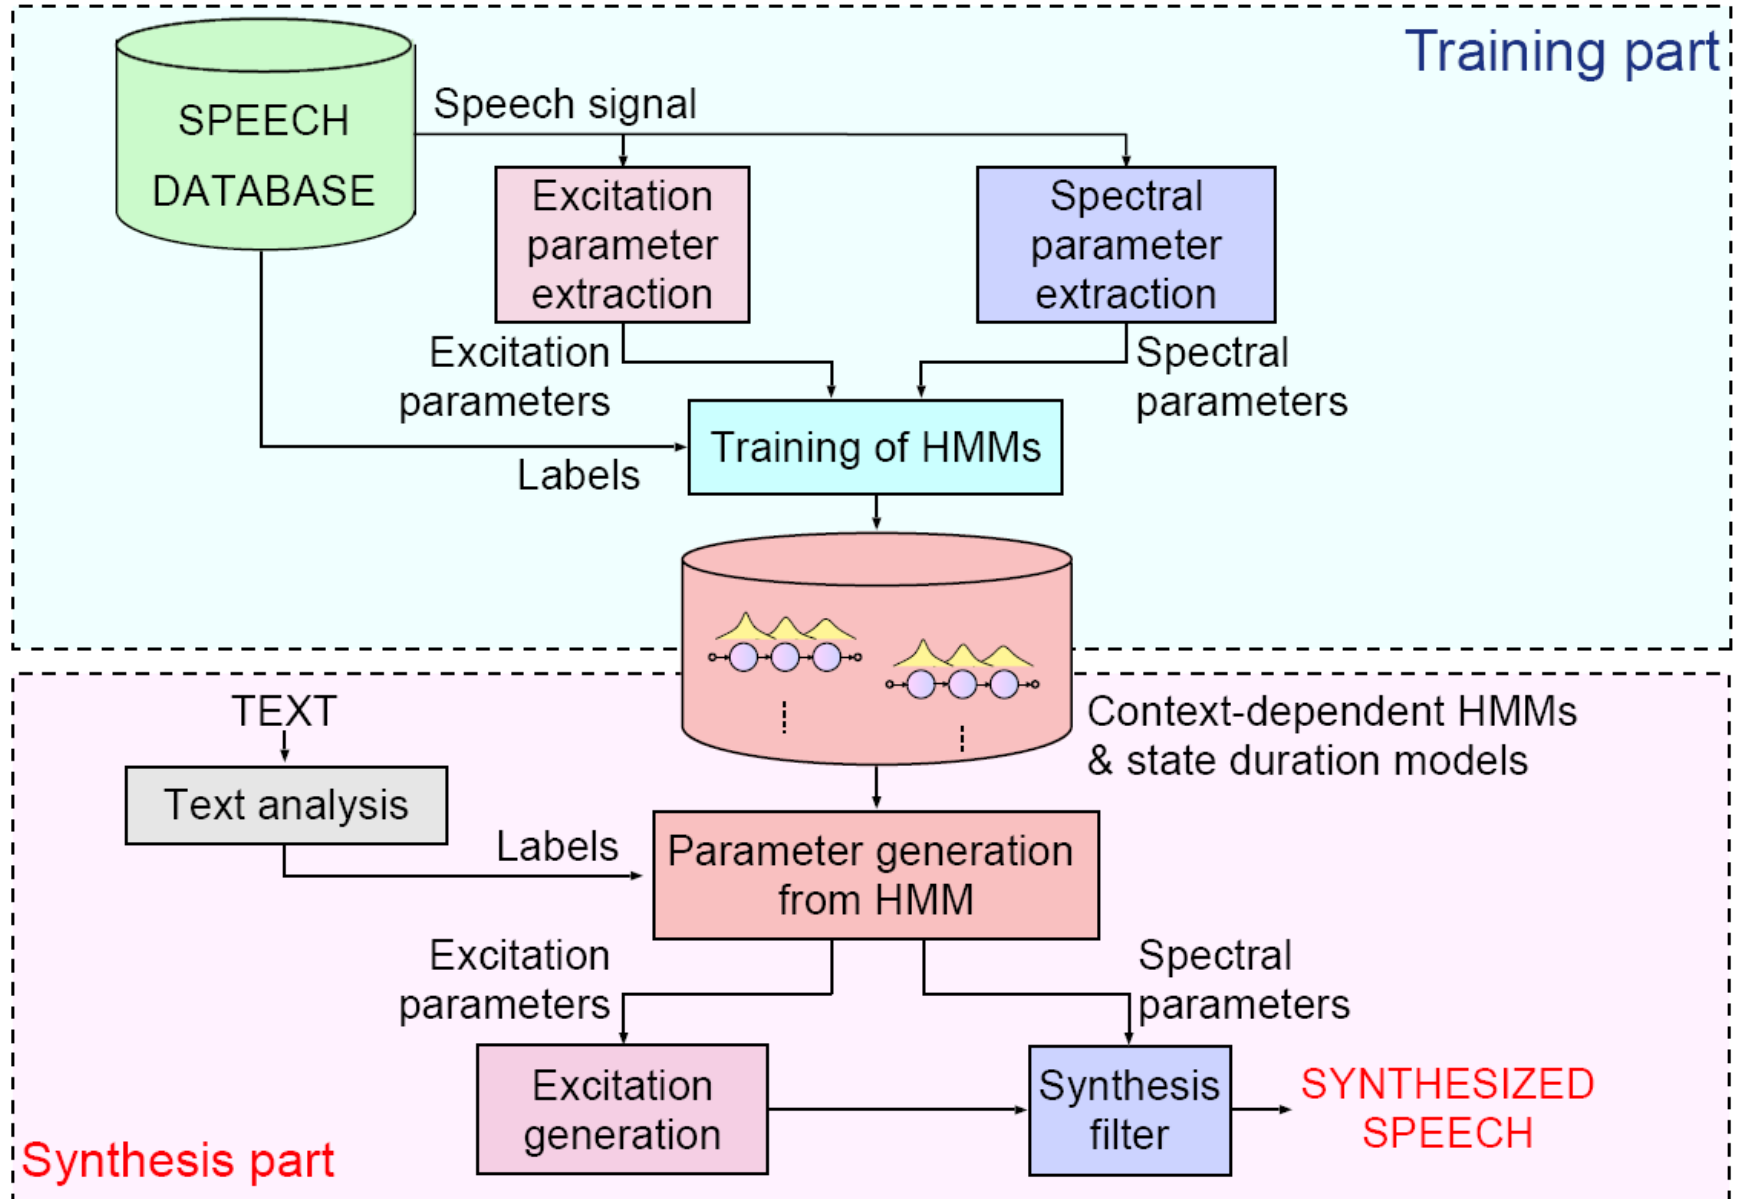 Training part
SPEECH
DATABASE
Speech signal
Excitation
parameter
extraction
Spectral
parameter
extraction
Excitation
parameters
Spectral
parameters
Training of HMMs
Labels
Context-dependent HMMs
& state duration models
TEXT
Text analysis
Labels
Parameter generation
from HMM
Excitation
parameters
Spectral
parameters
Excitation
generation
Synthesis
filter
SYNTHESIZED
SPEECH
Synthesis part